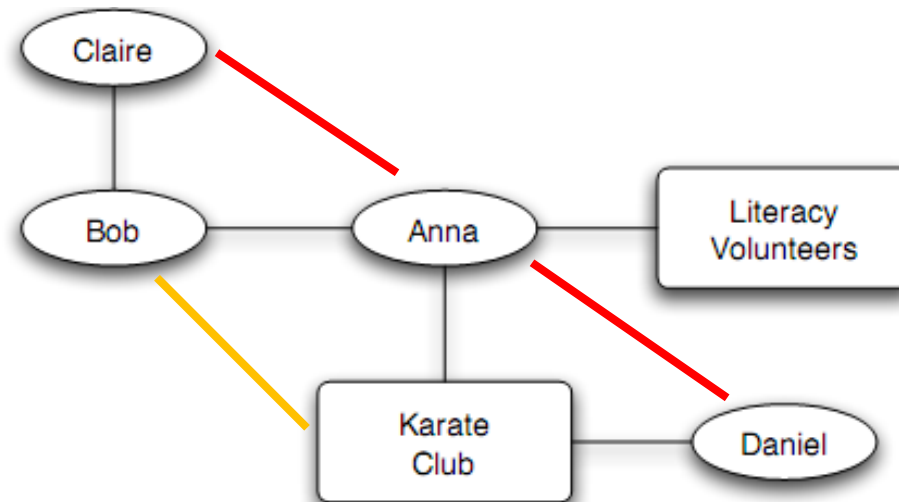 Claire
Bob
Anna
Literacy
Volunteers
Karate
Club
Daniel